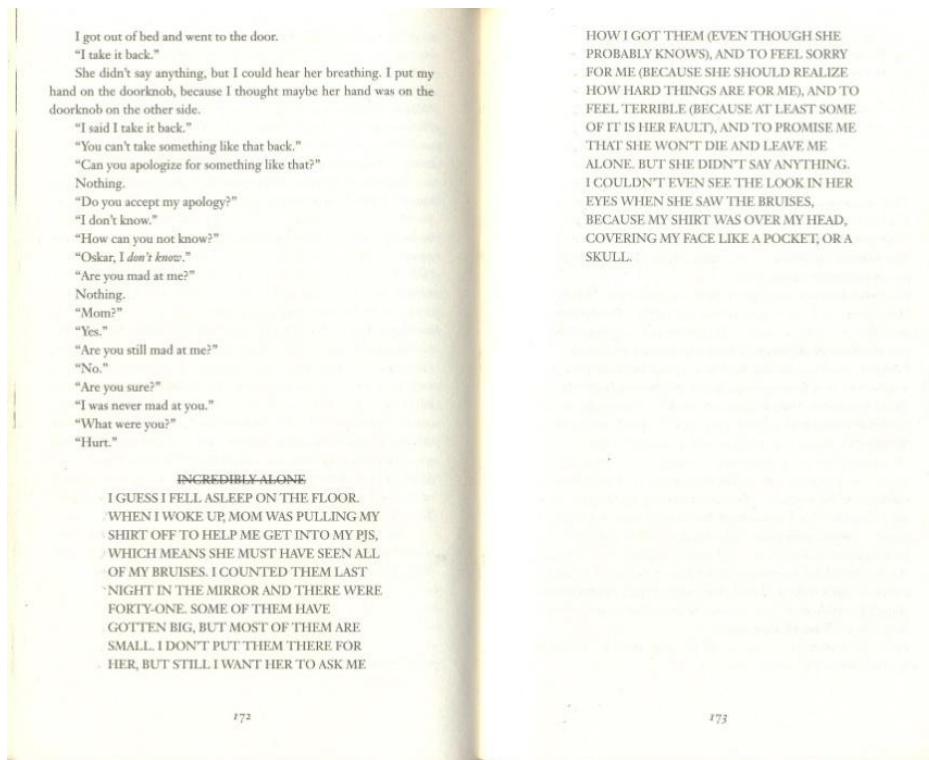 I got out of bed and went to the door.
“I take it back.”
She didn’t say anything, but I could hear her breathing. I put my
hand on the doorknob, because I thought maybe her hand was on the
doorknob on the other side.
“I said I take it back.”
“You can’t take something like that back.”
“Can you apologize for something like that?”
Nothing.
“Do you accept my apology?”
“I don’t know.”
“How can you not know?”
“Oskar, I don’t know.”
“Are you mad at me?”
Nothing.
“Mom?”
“Yes.”
“Are you still mad at me?”
“No.”
“Are you sure?”
“I was never mad at you.”
“What were you?”
“Hurt.”
INCREDIBLY ALONE
I GUESS I FELL ASLEEP ON THE FLOOR.
WHEN I WOKE UP, MOM WAS PULLING MY
SHIRT OFF TO HELP ME GET INTO MY PJS,
WHICH MEANS SHE MUST HAVE SEEN ALL
OF MY BRUISES. I COUNTED THEM LAST
NIGHT IN THE MIRROR AND THERE WERE
FORTY-ONE. SOME OF THEM HAVE
GOTTEN BIG, BUT MOST OF THEM ARE
SMALL. I DON’T PUT THEM THERE FOR
HER, BUT STILL I WANT HER TO ASK ME
172
HOW I GOT THEM (EVEN THOUGH SHE
PROBABLY KNOWS), AND TO FEEL SORRY
FOR ME (BECAUSE SHE SHOULD REALIZE
HOW HARD THINGS ARE FOR ME), AND TO
FEEL TERRIBLE (BECAUSE AT LEAST SOME
OF IT IS HER FAULT), AND TO PROMISE ME
THAT SHE WON’T DIE AND LEAVE ME
ALONE. BUT SHE DIDN’T SAY ANYTHING.
I COULDN’T EVEN SEE THE LOOK IN HER
EYES WHEN SHE SAW THE BRUISES,
BECAUSE MY SHIRT WAS OVER MY HEAD,
COVERING MY FACE LIKE A POCKET, OR A
SKULL.
173